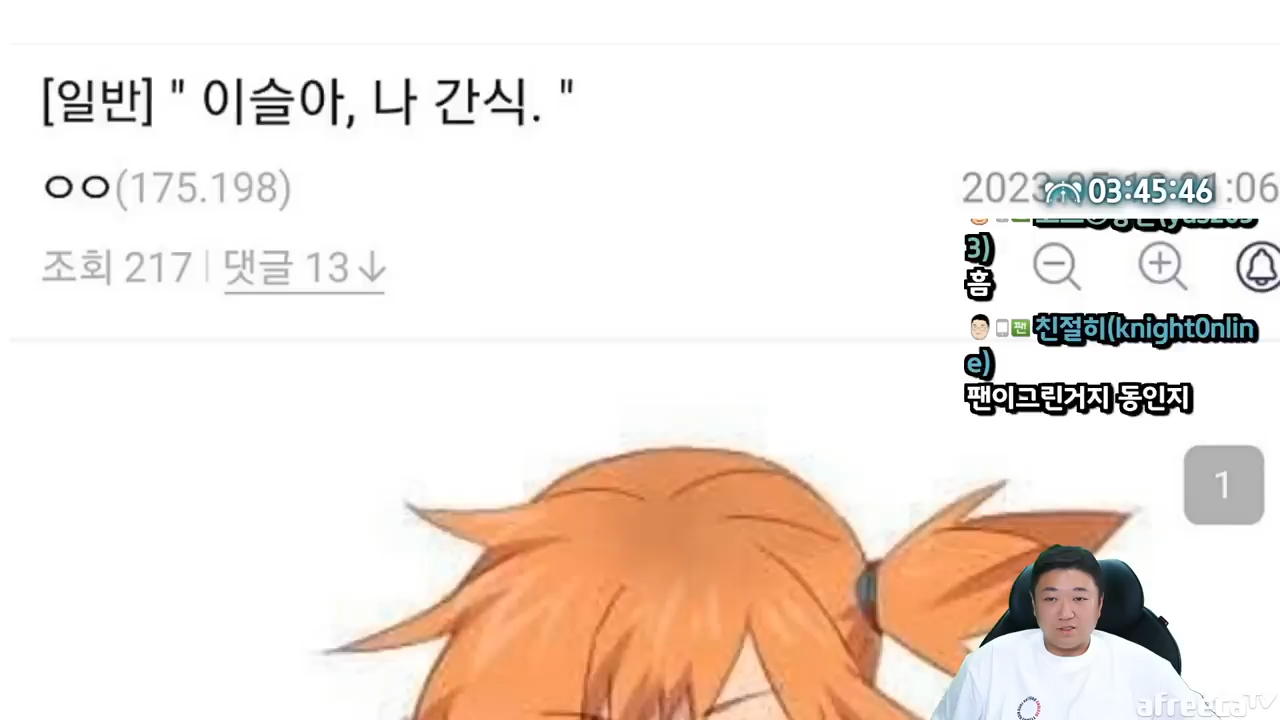 [일반] " 이슬아, 나 간식. "
ㅇㅇ(175.198)
조회 217 | 댓글 13↓
03:45:46
3)
흠
팬 친절히(knight0nlin
e)
팬이그린거지 동인지
1
afreecaTV